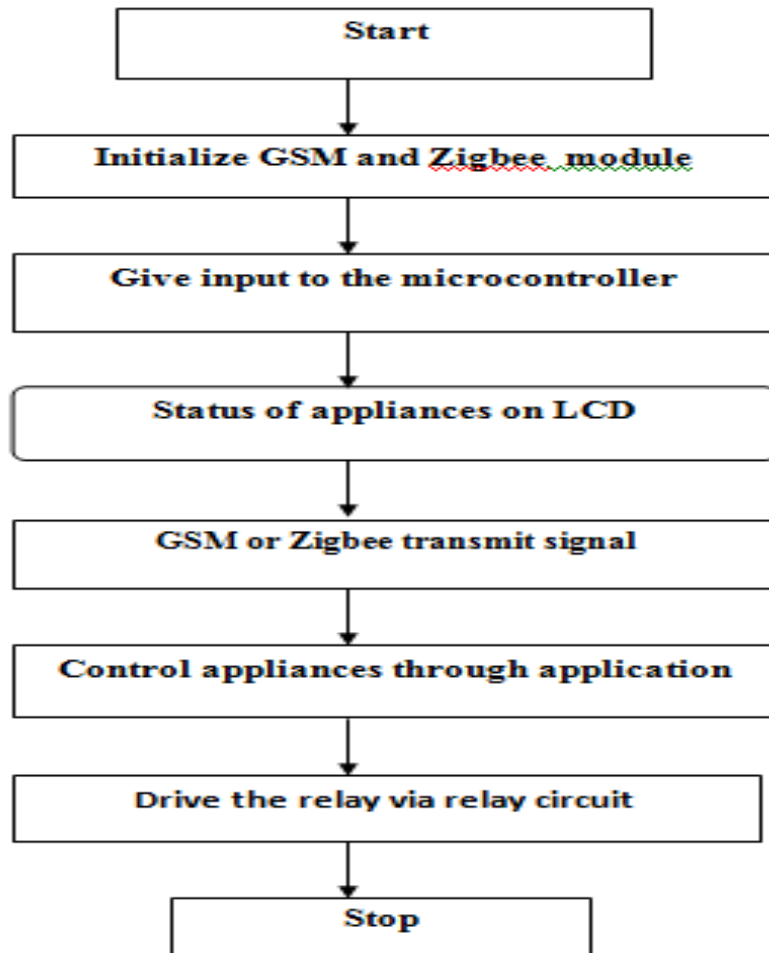 Start
Initialize GSM and Zigbee module
Give input to the microcontroller
Status of appliances on LCD
GSM or Zigbee transmit signal
Control appliances through application
Drive the relay via relay circuit
Stop